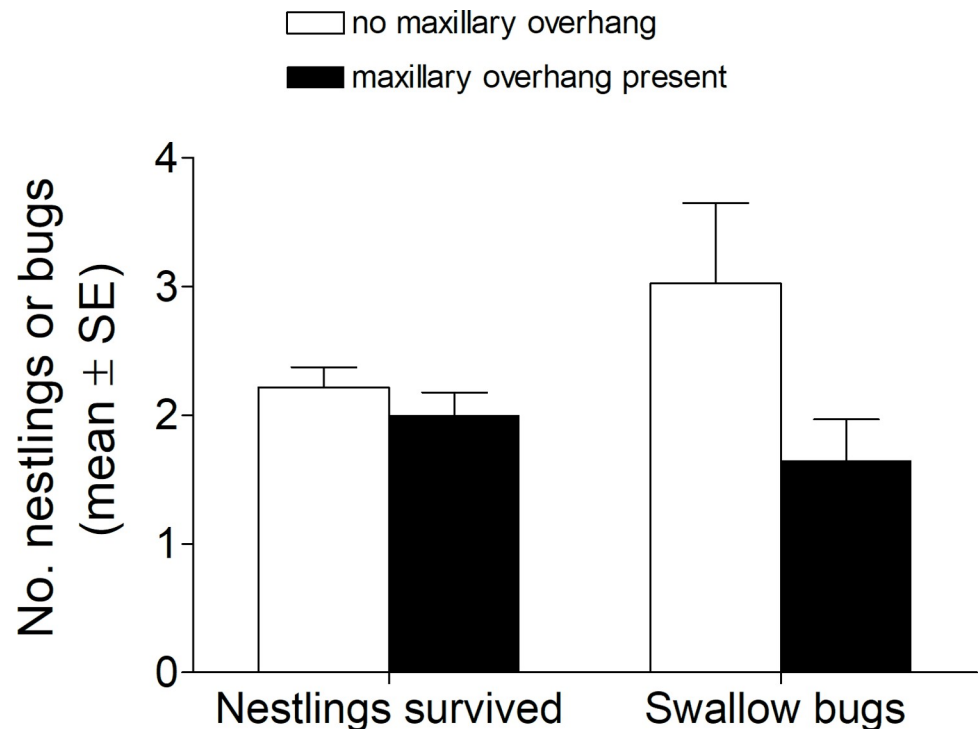 no maxillary overhang
maxillary overhang present
No. nestlings or bugs
(mean ± SE)
4
3
2
1
0
Nestlings survived
Swallow bugs